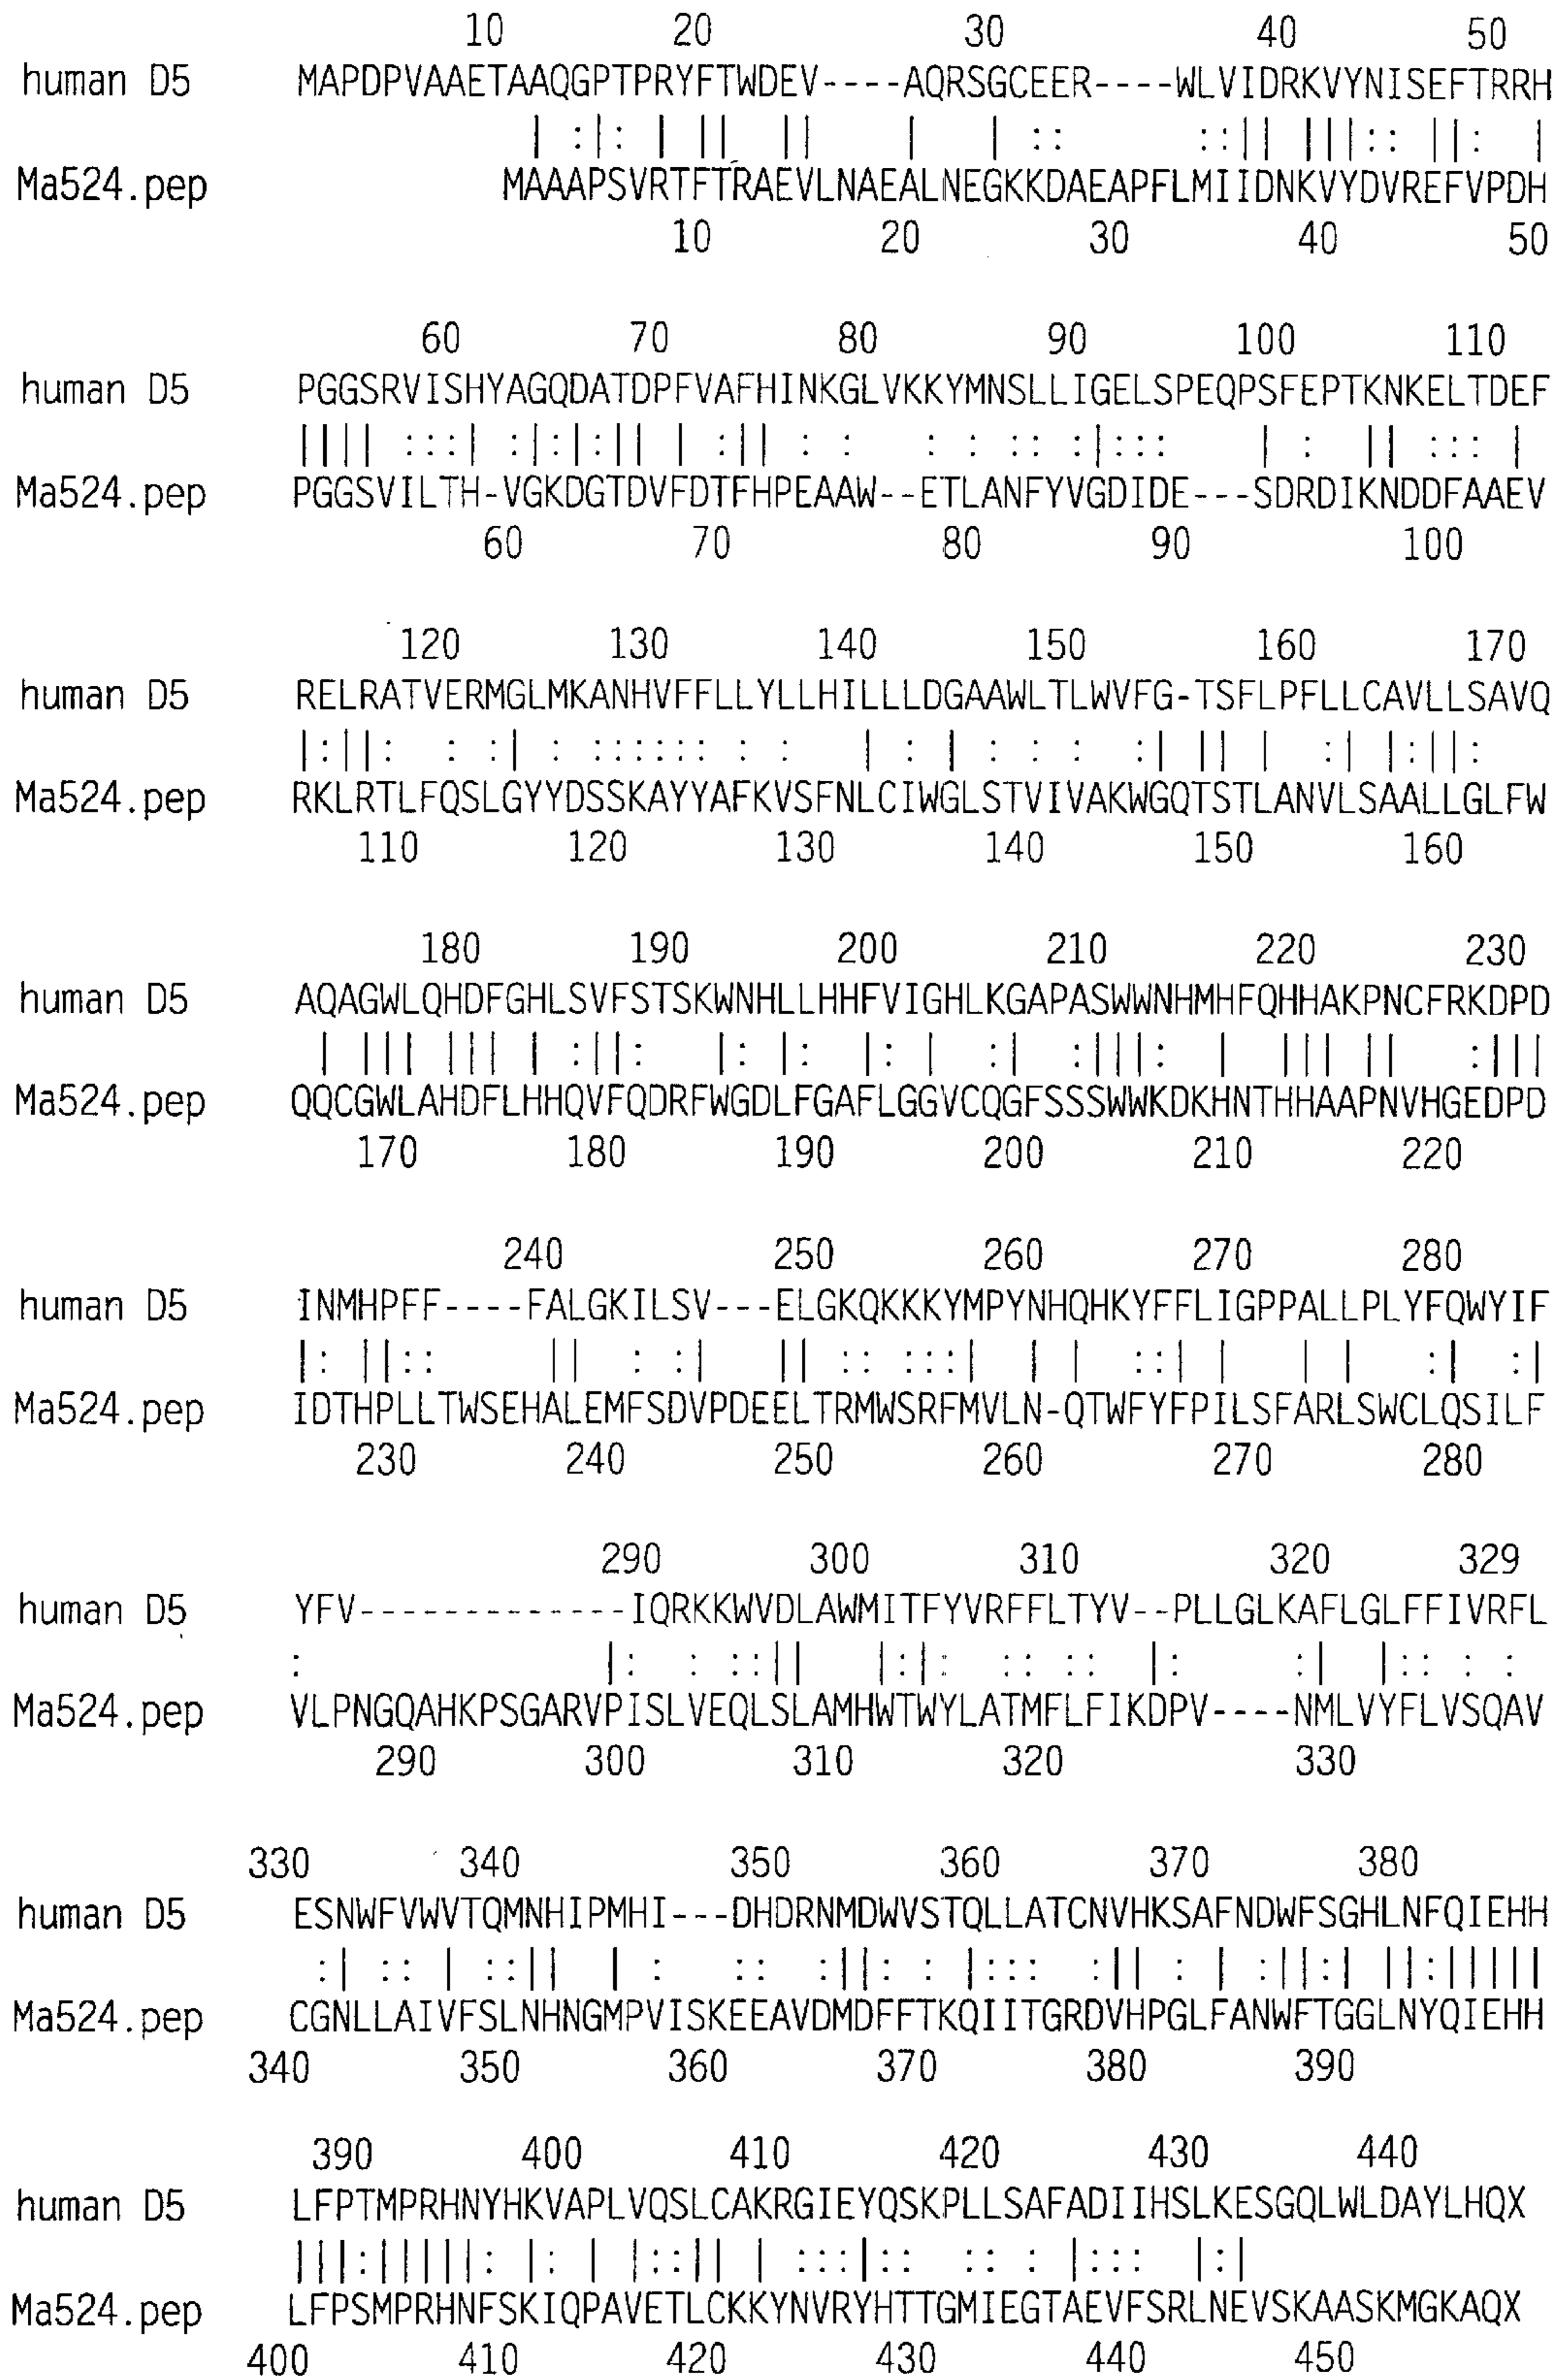 10 20 30 40 50
human D5 MAPDPVAAETAAQGPTPRYFTWDEV----AQRSGCEER----WLVIDRKVYNISEFTRRH
| :|: | || || | | :: ::|| |||:: ||: |
Ma524.pep MAAAPSVRTFTRAEVLNAEALNEGKKDAEAPFLMIIDNKVYDVREFVPDH
10 20 30 40 50
60 70 80 90 100 110
human D5 PGGSRVISHYAGQDATDPFVAFHINKGLVKKYMNSLLIGELSPEQPSFEPTKNKELTDEF
|||| :::| :|:|:|| | :|| : : : : :: :|::: | : || ::: |
Ma524.pep PGGSVILTH-VGKDGTDVFDTFHPEAAW--ETLANFYVGDIDE---SDRDIKNDDFAAEV
60 70 80 90 100
120 130 140 150 160 170
human D5 RELRATVERMGLMKANHVFFLLYLLHILLLDGAAWLTLWVFG-TSFLPFLLCAVLLSAVQ
|:||: : :| : :::::: : : | : | : : : :| || | :| |:||:
Ma524.pep RKLRTLFQSLGYYDSSKAYYAFKVSFNLCIWGLSTVIVAKWGQTSTLANVLSAALLGLFW
110 120 130 140 150 160
180 190 200 210 220 230
human D5 AQAGWLQHDFGHLSVFSTSKWNHLLHHFVIGHLKGAPASWWNHMHFQHHAKPNCFRKDPD
| ||| ||| | :||: |: |: |: | :| :|||: | ||| || :|||
Ma524.pep QQCGWLAHDFLHHQVFQDRFWGDLFGAFLGGVCQGFSSSWWKDKHNTHHAAPNVHGEDPD
170 180 190 200 210 220
240 250 260 270 280
human D5 INMHPFF----FALGKILSV---ELGKQKKKYMPYNHQHKYFFLIGPPALLPLYFQWYIF
|: ||:: || : :| || :: :::| | | ::| | | | :| :|
Ma524.pep IDTHPLLTWSEHALEMFSDVPDEELTRMWSRFMVLN-QTWFYFPILSFARLSWCLQSILF
230 240 250 260 270 280
290 300 310 320 329
human D5 YFV-------------IQRKKWVDLAWMITFYVRFFLTYV--PLLGLKAFLGLFFIVRFL
: |: : ::|| |:|: :: :: |: :| |:: : :
Ma524.pep VLPNGQAHKPSGARVPISLVEQLSLAMHWTWYLATMFLFIKDPV----NMLVYFLVSQAV
290 300 310 320 330
330 340 350 360 370 380
human D5 ESNWFVWVTQMNHIPMHI---DHDRNMDWVSTQLLATCNVHKSAFNDWFSGHLNFQIEHH
:| :: | ::|| | : :: :||: : |::: :|| : | :||:| ||:|||||
Ma524.pep CGNLLAIVFSLNHNGMPVISKEEAVDMDFFTKQIITGRDVHPGLFANWFTGGLNYQIEHH
340 350 360 370 380 390
390 400 410 420 430 440
human D5 LFPTMPRHNYHKVAPLVQSLCAKRGIEYQSKPLLSAFADIIHSLKESGQLWLDAYLHQX
|||:|||||: |: | |::|| | :::|:: :: : |::: |:|
Ma524.pep LFPSMPRHNFSKIQPAVETLCKKYNVRYHTTGMIEGTAEVFSRLNEVSKAASKMGKAQX
400 410 420 430 440 450